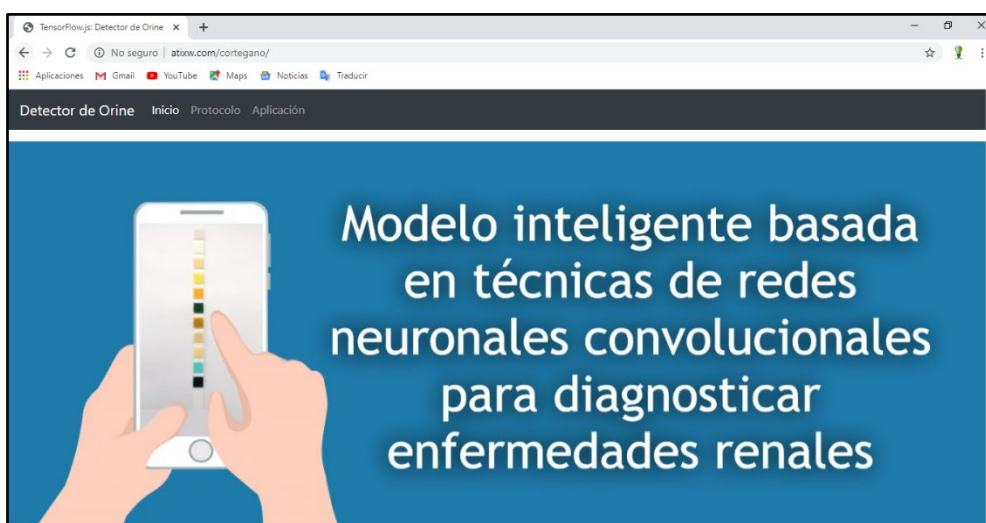 TensorFlow.js: Detector de Orine
No seguro | atixw.com/cortegano/
Aplicaciones Gmail YouTube Maps Noticias Traducir
Detector de Orine Inicio Protocolo Aplicación
Modelo inteligente basada
en técnicas de redes
neuronales convolucionales
para diagnosticar
enfermedades renales